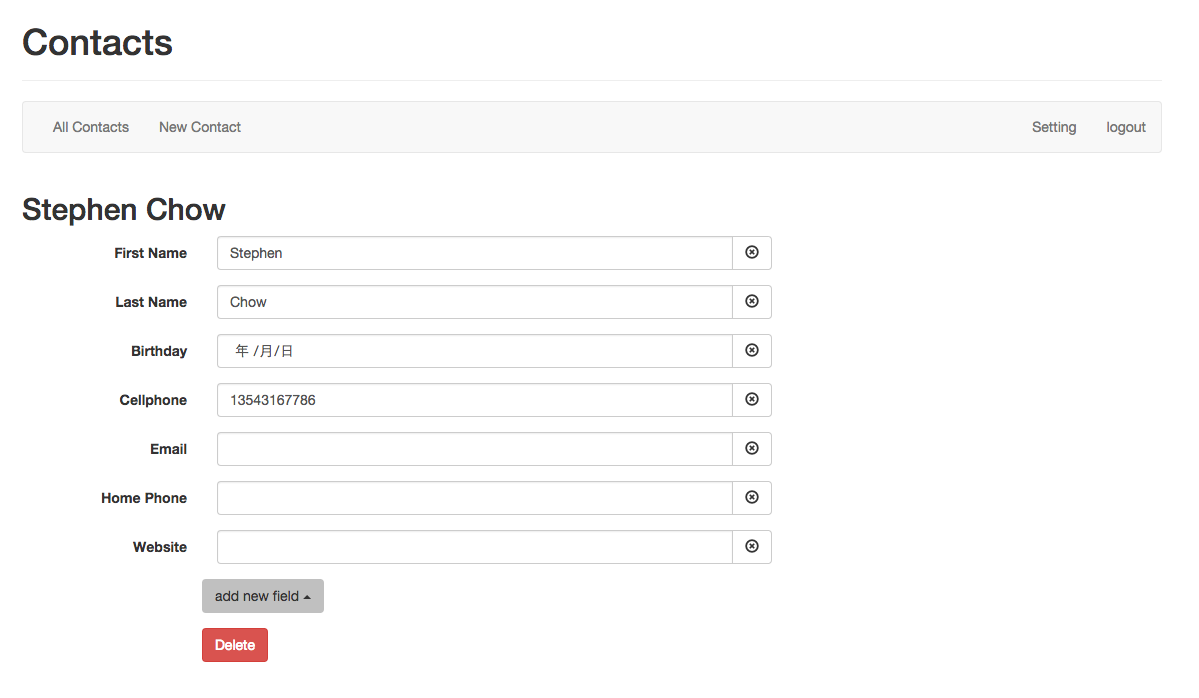 Contacts
All Contacts New Contact Setting logout
Stephen Chow
First Name Stephen
Last Name Chow
Birthday 年 /月/日
Cellphone 13543167786
Email
Home Phone
Website
add new field
Delete